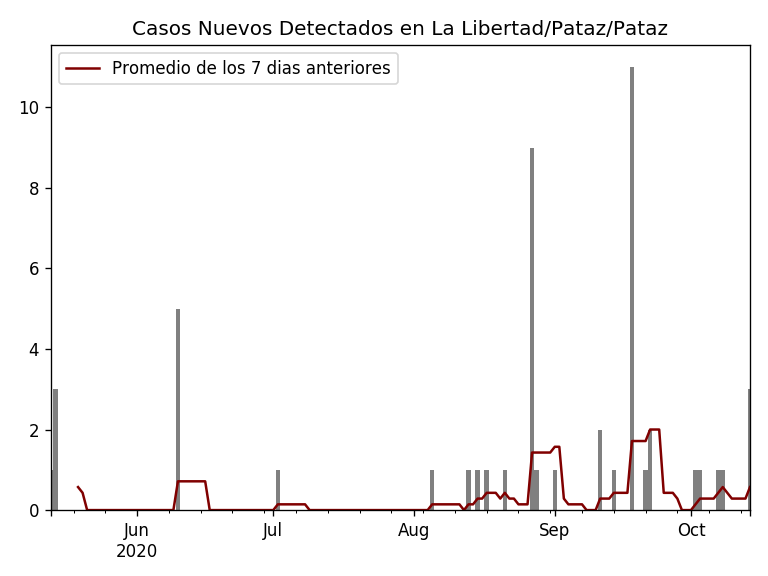 Casos Nuevos Detectados en La Libertad/Pataz/Pataz
Promedio de los 7 dias anteriores
10
8
6
4
2
0
Jun Jul Aug Sep Oct
2020